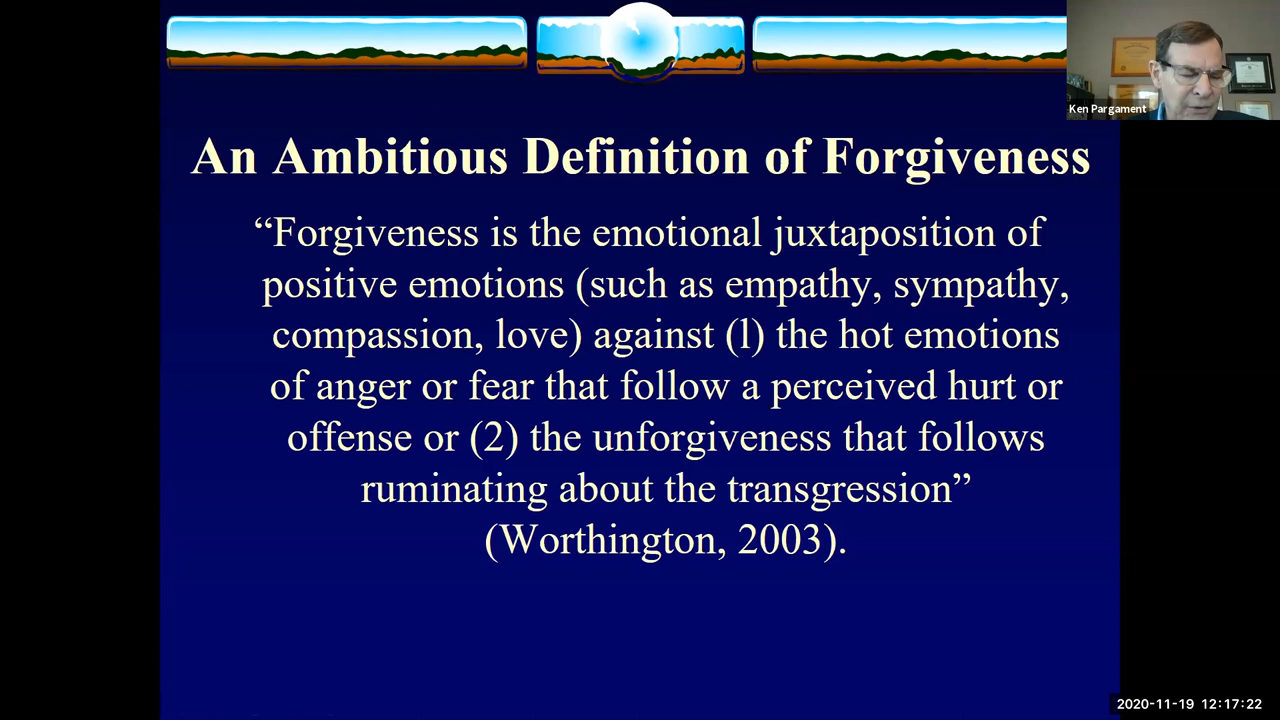 Ken Pargament
An Ambitious Definition of Forgiveness
“Forgiveness is the emotional juxtaposition of
positive emotions (such as empathy, sympathy,
compassion, love) against (l) the hot emotions
of anger or fear that follow a perceived hurt or
offense or (2) the unforgiveness that follows
ruminating about the transgression”
(Worthington, 2003).
2020-11-19 12:17:22